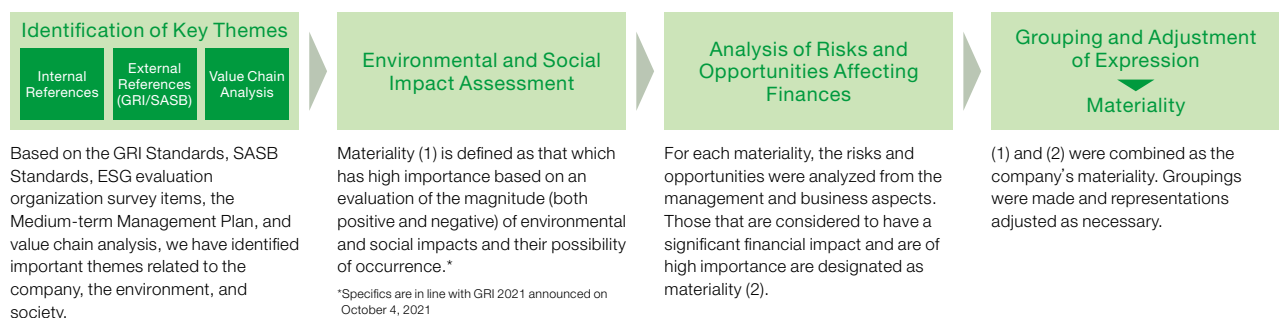 Identification of Key Themes
Internal
References
External
References
(GRI/SASB)
Value Chain
Analysis
Based on the GRI Standards, SASB
Standards, ESG evaluation
organization survey items, the
Medium-term Management Plan, and
value chain analysis, we have identified
important themes related to the
company, the environment, and
society.
Environmental and Social
Impact Assessment
Materiality (1) is defined as that which
has high importance based on an
evaluation of the magnitude (both
positive and negative) of environmental
and social impacts and their possibility
of occurrence.*
*Specifics are in line with GRI 2021 announced on
October 4, 2021
Analysis of Risks and
Opportunities Affecting
Finances
For each materiality, the risks and
opportunities were analyzed from the
management and business aspects.
Those that are considered to have a
significant financial impact and are of
high importance are designated as
materiality (2).
Grouping and Adjustment
of Expression
Materiality
(1) and (2) were combined as the
company's materiality. Groupings
were made and representations
adjusted as necessary.